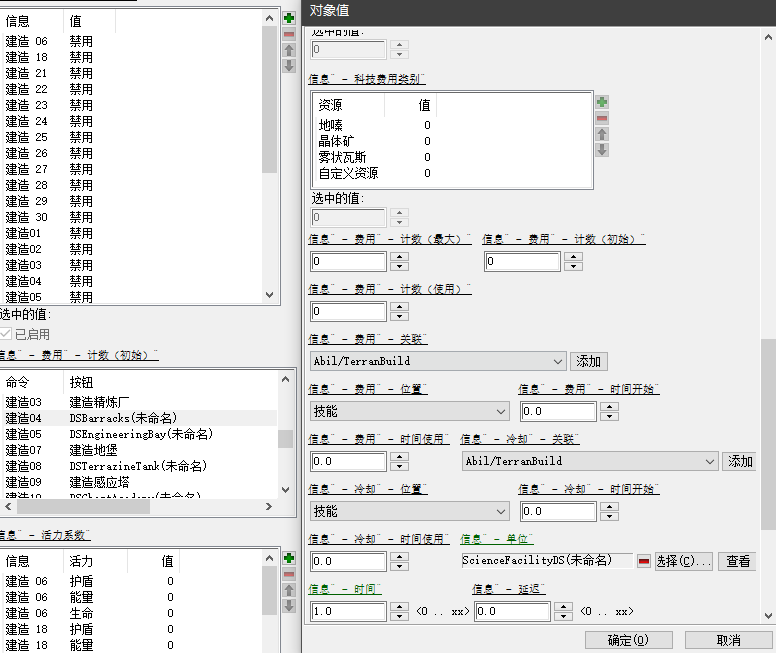 信息 值
建造 06 禁用
建造 18 禁用
建造 21 禁用
建造 22 禁用
建造 23 禁用
建造 24 禁用
建造 25 禁用
建造 26 禁用
建造 27 禁用
建造 28 禁用
建造 29 禁用
建造 30 禁用
建造01 禁用
建造02 禁用
建造03 禁用
建造04 禁用
建造05 禁用
选中的值:
已启用
信息¨ - 费用¨ - 计数（初始）¨
命令 按钮
建造03 建造精炼厂
建造04 DSBarracks(未命名)
建造05 DSEngineeringBay(未命名)
建造07 建造地堡
建造08 DSTerrazineTank(未命名)
建造09 建造感应塔
建造10 DSGhostAcademy(未命名)
信息¨ - 活力系数¨
信息 活力 值
建造 06 护盾 0
建造 06 能量 0
建造 06 生命 0
建造 18 护盾 0
建造 18 能量 0
对象值
选中的值:
0
信息¨ - 科技费用类别¨
资源 值
地嗪 0
晶体矿 0
雾状瓦斯 0
自定义资源 0
选中的值:
0
信息¨ - 费用¨ - 计数（最大）¨ 信息¨ - 费用¨ - 计数（初始）¨
0 0
信息¨ - 费用¨ - 计数（使用）¨
0
信息¨ - 费用¨ - 关联¨
Abil/TerranBuild 添加
信息¨ - 费用¨ - 位置¨ 信息¨ - 费用¨ - 时间开始¨
技能 0.0
信息¨ - 费用¨ - 时间使用¨ 信息¨ - 冷却¨ - 关联¨
0.0 Abil/TerranBuild 添加
信息¨ - 冷却¨ - 位置¨ 信息¨ - 冷却¨ - 时间开始¨
技能 0.0
信息¨ - 冷却¨ - 时间使用¨ 信息¨ - 单位¨
0.0 ScienceFacilityDS(未命名) 选择(C)... 查看
信息¨ - 时间¨ 信息¨ - 延迟¨
1.0 <0 .. xx> 0.0 <0 .. xx>
确定(O) 取消